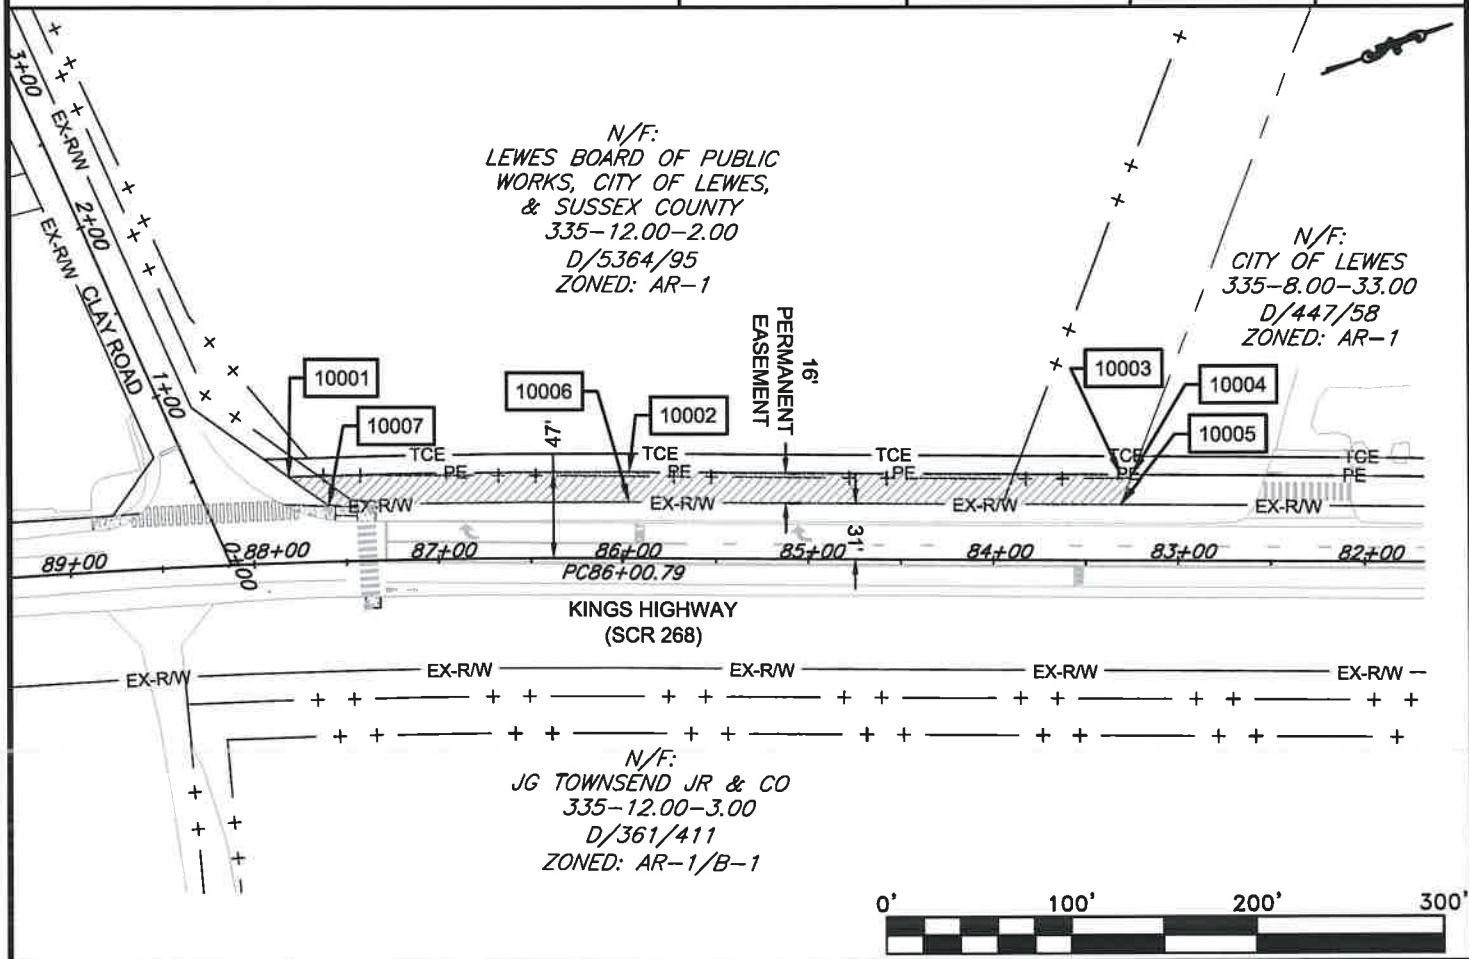 3+00
EX-R/W
2+00
EX-R/W
CLAY ROAD
1+00
0+00
N/F:
LEWES BOARD OF PUBLIC
WORKS, CITY OF LEWES,
& SUSSEX COUNTY
335-12.00-2.00
D/5364/95
ZONED: AR-1
N/F:
CITY OF LEWES
335-8.00-33.00
D/447/58
ZONED: AR-1
16'
PERMANENT
EASEMENT
10001
10007
10006
10002
10003
10004
10005
47'
31'
TCE TCE TCE TCE TCE
PE PE PE PE PE
EX-R/W EX-R/W EX-R/W EX-R/W
89+00 88+00 87+00 86+00 85+00 84+00 83+00 82+00
PC86+00.79
KINGS HIGHWAY
(SCR 268)
EX-R/W EX-R/W EX-R/W EX-R/W EX-R/W
N/F:
JG TOWNSEND JR & CO
335-12.00-3.00
D/361/411
ZONED: AR-1/B-1
0' 100' 200' 300'